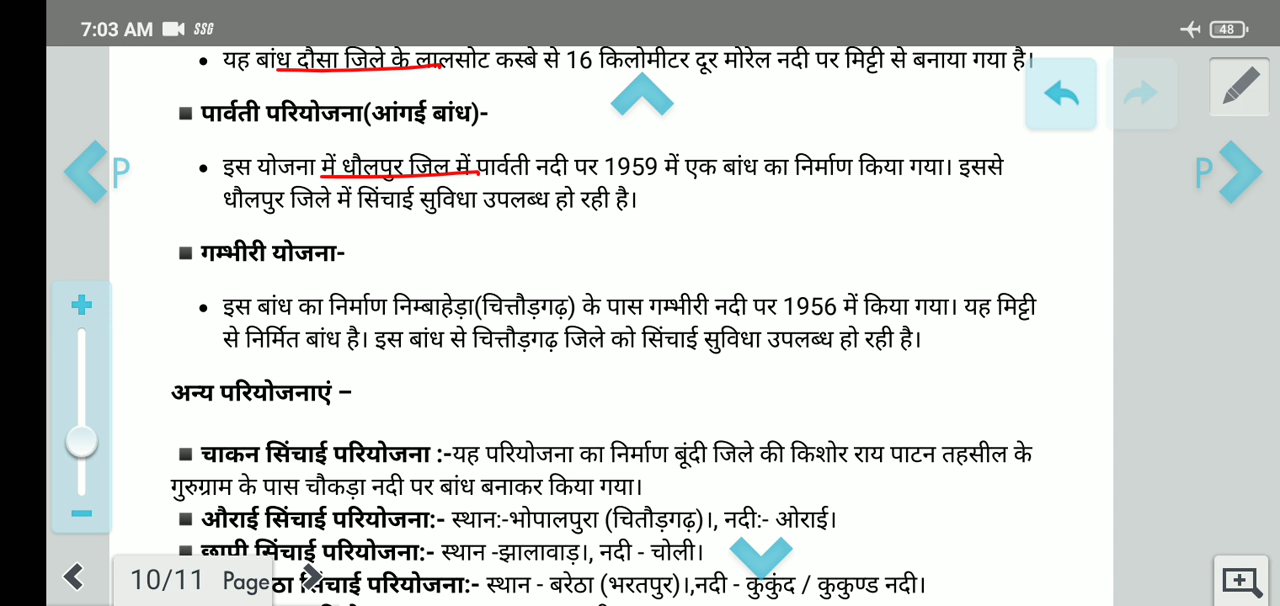 7:03 AM SSG 48
• यह बांध दौसा जिले के लालसोट कस्बे से 16 किलोमीटर दूर मोरेल नदी पर मिट्टी से बनाया गया है।
▪ पार्वती परियोजना(आंगई बांध)-
P
P
• इस योजना में धौलपुर जिल में पार्वती नदी पर 1959 में एक बांध का निर्माण किया गया। इससे
धौलपुर जिले में सिंचाई सुविधा उपलब्ध हो रही है।
▪ गम्भीरी योजना-
• इस बांध का निर्माण निम्बाहेड़ा(चित्तौड़गढ़) के पास गम्भीरी नदी पर 1956 में किया गया। यह मिट्टी
से निर्मित बांध है। इस बांध से चित्तौड़गढ़ जिले को सिंचाई सुविधा उपलब्ध हो रही है।
अन्य परियोजनाएं –
▪ चाकन सिंचाई परियोजना :-यह परियोजना का निर्माण बूंदी जिले की किशोर राय पाटन तहसील के
गुरुग्राम के पास चौकड़ा नदी पर बांध बनाकर किया गया।
▪ औराई सिंचाई परियोजना:- स्थान:-भोपालपुरा (चितौड़गढ़)।, नदी:- ओराई।
▪ छापी सिंचाई परियोजना:- स्थान -झालावाड़।, नदी - चोली।
ठा सिंचाई परियोजना:- स्थान - बरेठा (भरतपुर)।,नदी - कुकुंद / कुकुण्ड नदी।
10/11 Page